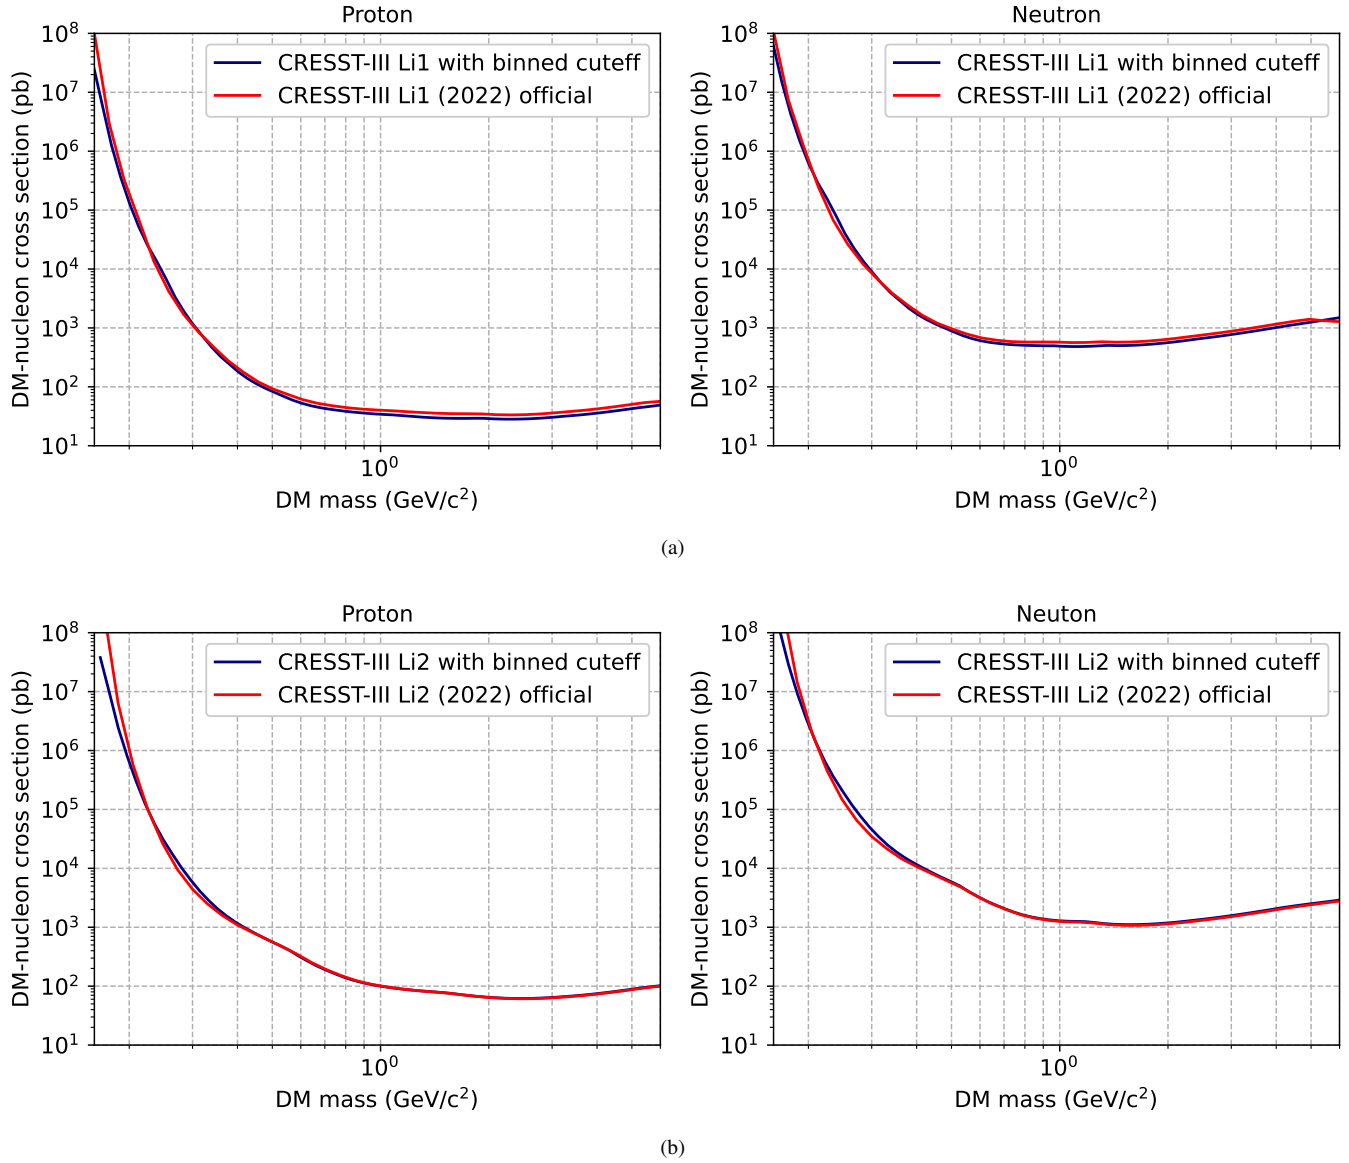 Proton
10^8
10^7
10^6
10^5
10^4
10^3
10^2
10^1
DM-nucleon cross section (pb)
CRESST-III Li1 with binned cuteff
CRESST-III Li1 (2022) official
10^0
DM mass (GeV/c^2)
Neutron
10^8
10^7
10^6
10^5
10^4
10^3
10^2
10^1
DM-nucleon cross section (pb)
CRESST-III Li1 with binned cuteff
CRESST-III Li1 (2022) official
10^0
DM mass (GeV/c^2)
(a)
Proton
10^8
10^7
10^6
10^5
10^4
10^3
10^2
10^1
DM-nucleon cross section (pb)
CRESST-III Li2 with binned cuteff
CRESST-III Li2 (2022) official
10^0
DM mass (GeV/c^2)
Neuton
10^8
10^7
10^6
10^5
10^4
10^3
10^2
10^1
DM-nucleon cross section (pb)
CRESST-III Li2 with binned cuteff
CRESST-III Li2 (2022) official
10^0
DM mass (GeV/c^2)
(b)